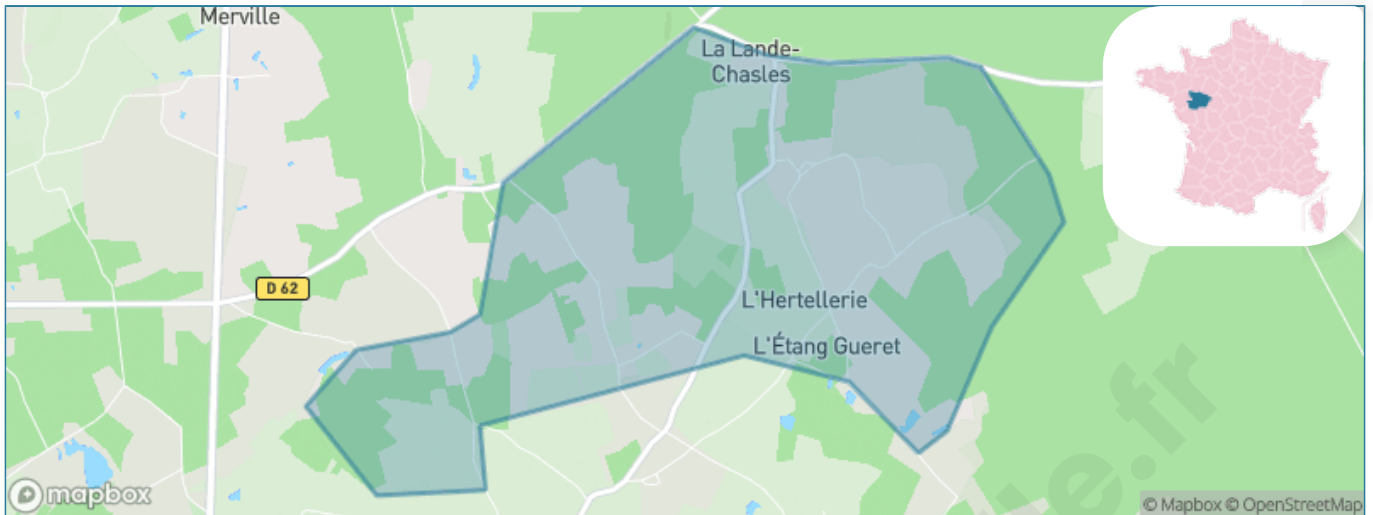 Merville
La Lande-
Chasles
D 62
L'Hertellerie
L'Étang Gueret
mapbox
© Mapbox © OpenStreetMap